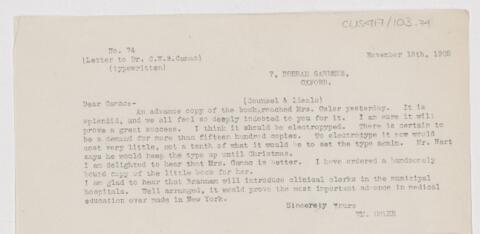 CUS417/103.74
No. 74
(Letter to Dr. C.N.B.Camac)
(typewritten)
November 18th, 1905
7, NORHAM GARDENS,
OXFORD.
Dear Camac-
(Counsel & Ideals)
An advance copy of the book reached Mrs. Osler yesterday. It is
splendid, and we all feel so deeply indebted to you for it. I am sure it will
prove a great success. I think it should be electrotyped. There is certain to
be a demand for more than fifteen hundred copies. To electrotype it now would
cost very little, not a tenth of what it would be to set the type again. Mr. Hart
says he would keep the type up until Christmas.
I am delighted to hear that Mrs. Camac is better. I have ordered a handsomely
bound copy of the little book for her.
I am glad to hear that Brannan will introduce clinical clerks in the municipal
hospitals. Well arranged, it would prove the most important advance in medical
education ever made in New York.
Sincerely Yours
WM. OSLER